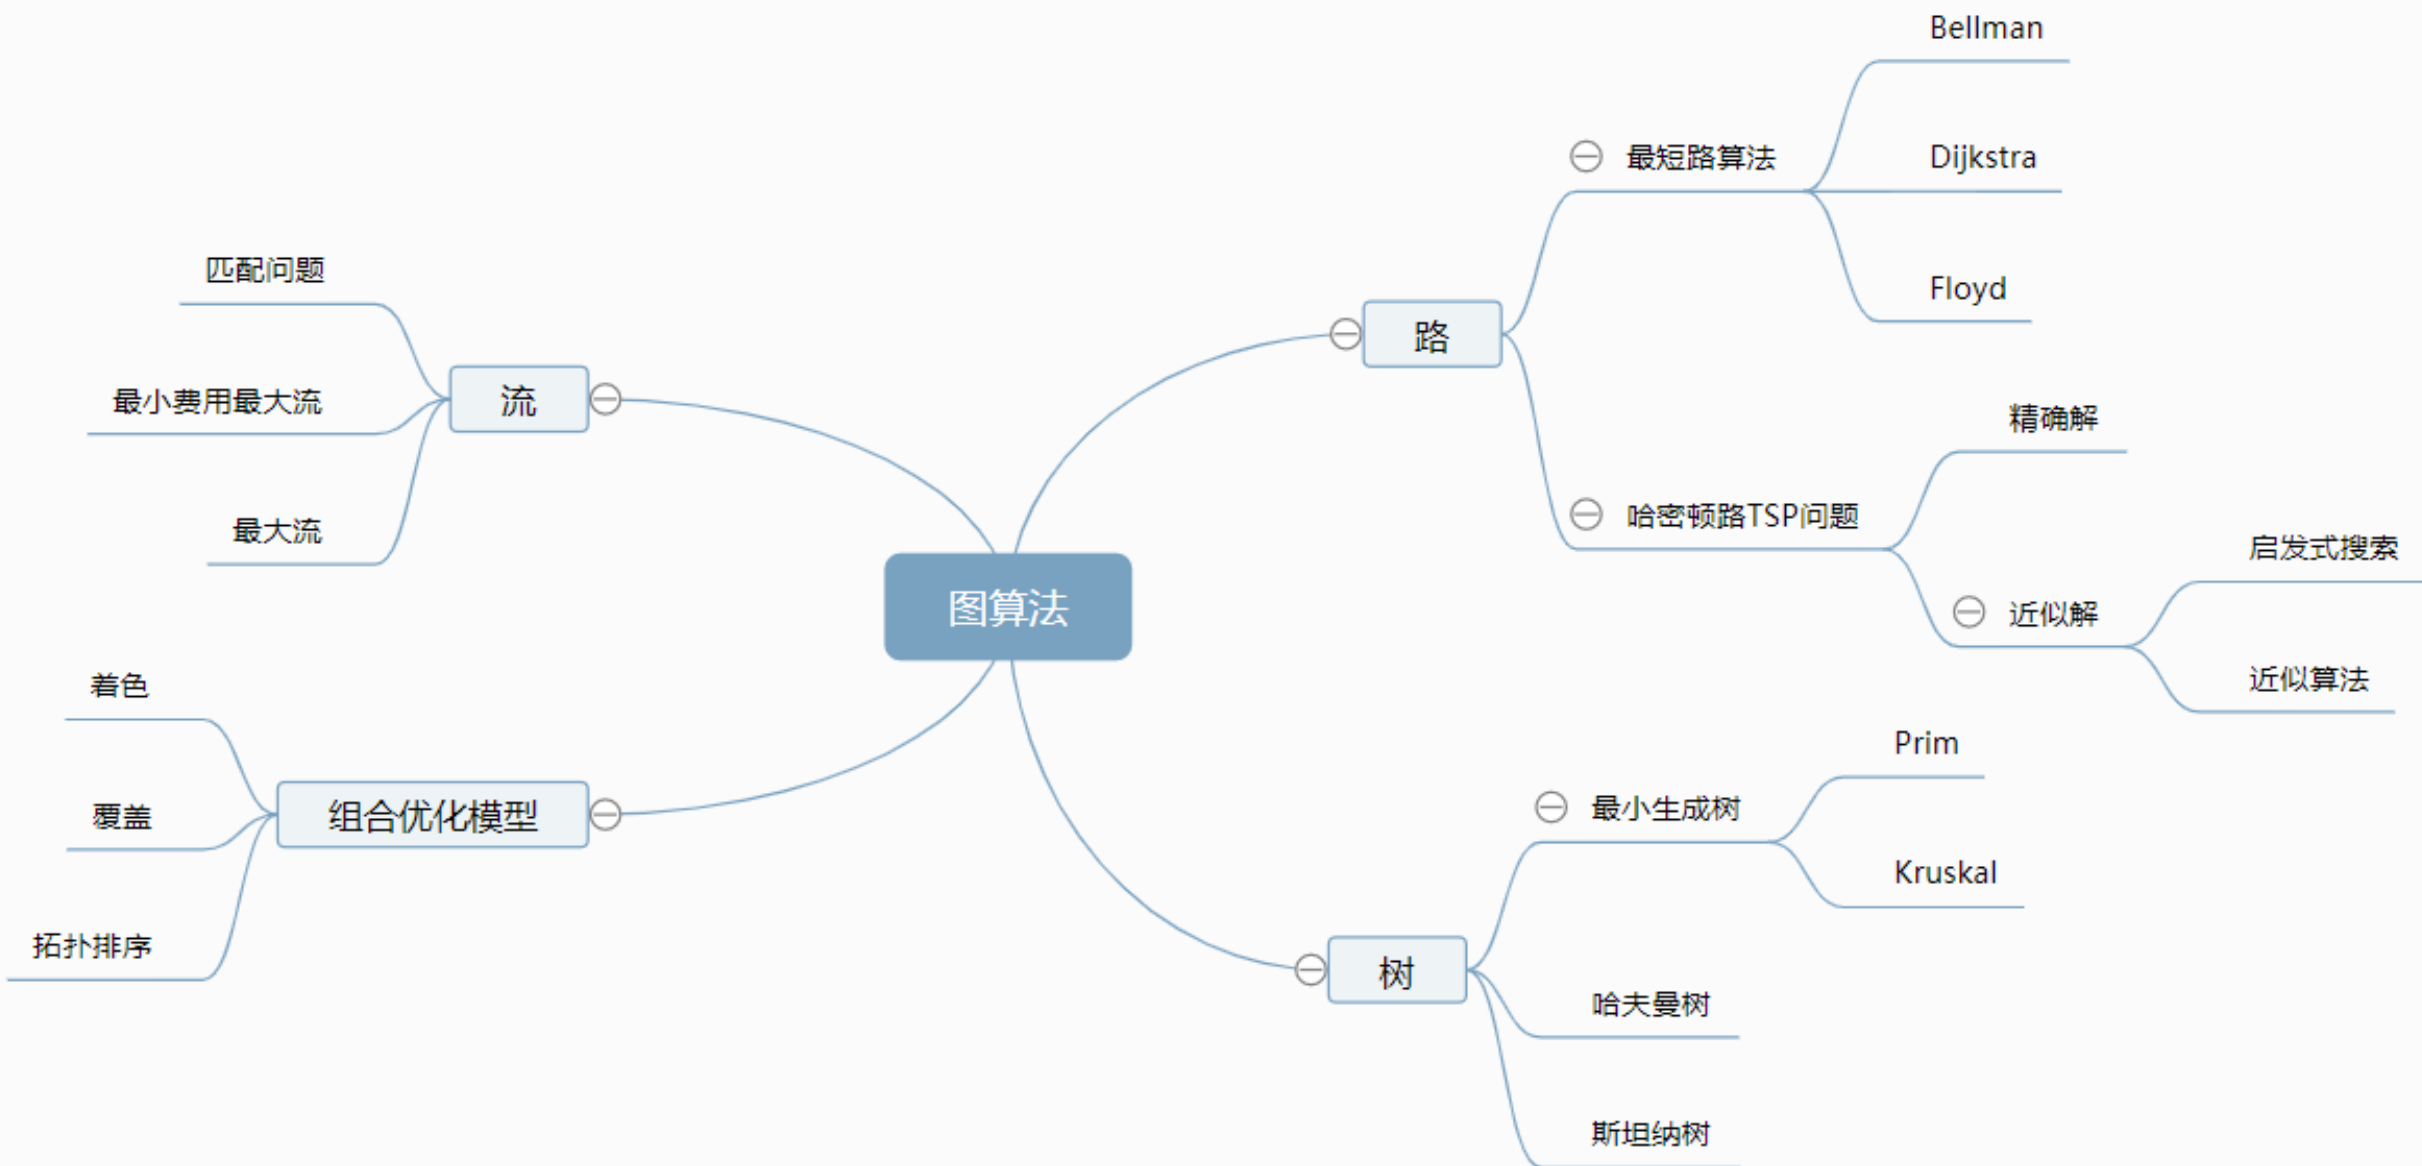 图算法
路
最短路算法
Bellman
Dijkstra
Floyd
哈密顿路TSP问题
精确解
近似解
启发式搜索
近似算法
树
最小生成树
Prim
Kruskal
哈夫曼树
斯坦纳树
流
匹配问题
最小费用最大流
最大流
组合优化模型
着色
覆盖
拓扑排序